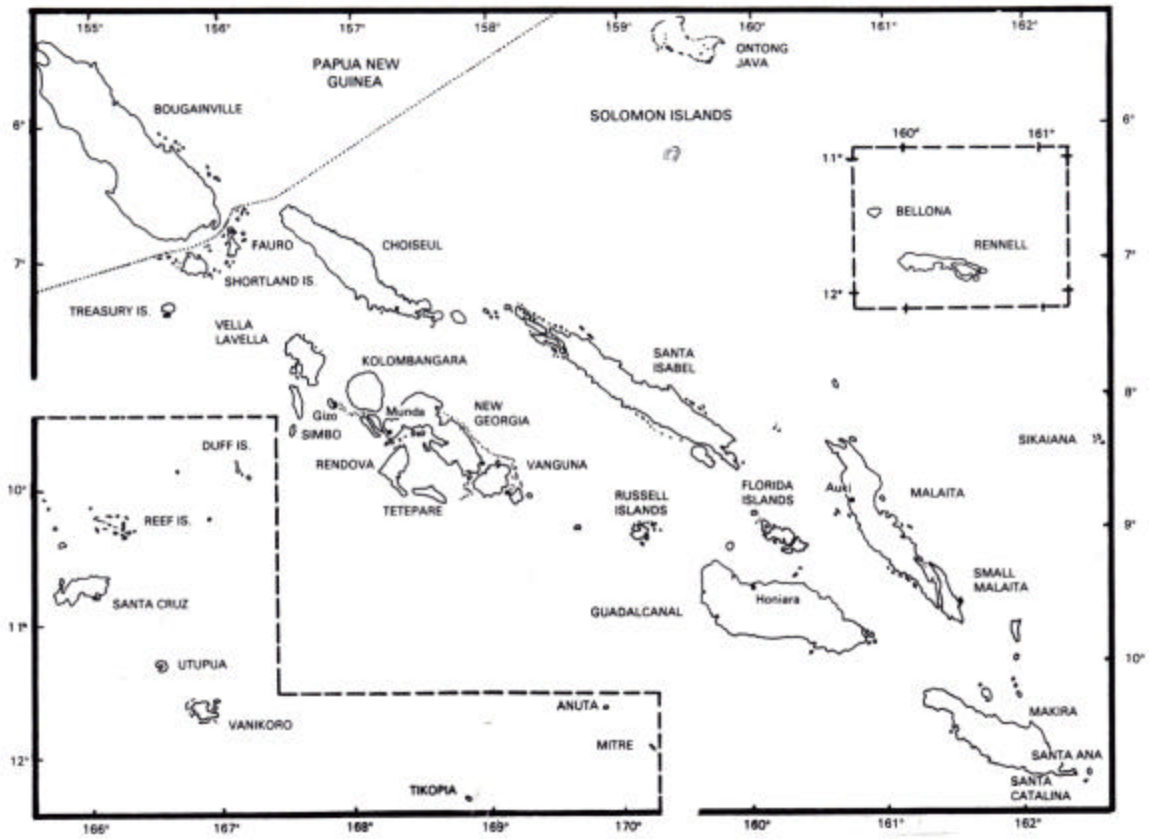 155° 156° 157° 158° 159° 160° 161° 162°
ONTONG
JAVA
PAPUA NEW
GUINEA
BOUGAINVILLE
SOLOMON ISLANDS
6° 6°
160° 161°
11°
BELLONA
RENNELL
12°
160° 161°
FAURO
CHOISEUL
7° 7°
SHORTLAND IS.
TREASURY IS.
VELLA
LAVELLA
KOLOMBANGARA
SANTA
ISABEL
8°
Gizo
Munda
NEW
GEORGIA
SIMBO
SIKAIANA
DUFF IS.
RENDOVA
VANGUNA
TETEPARE
RUSSELL
ISLANDS
FLORIDA
ISLANDS
Auki
MALAITA
10°
REEF IS.
9°
SANTA CRUZ
SMALL
MALAITA
GUADALCANAL
Honiara
11°
UTUPUA
10°
VANIKORO
ANUTA
MAKIRA
MITRE
SANTA ANA
12°
TIKOPIA
SANTA
CATALINA
166° 167° 168° 169° 170° 160° 161° 162°